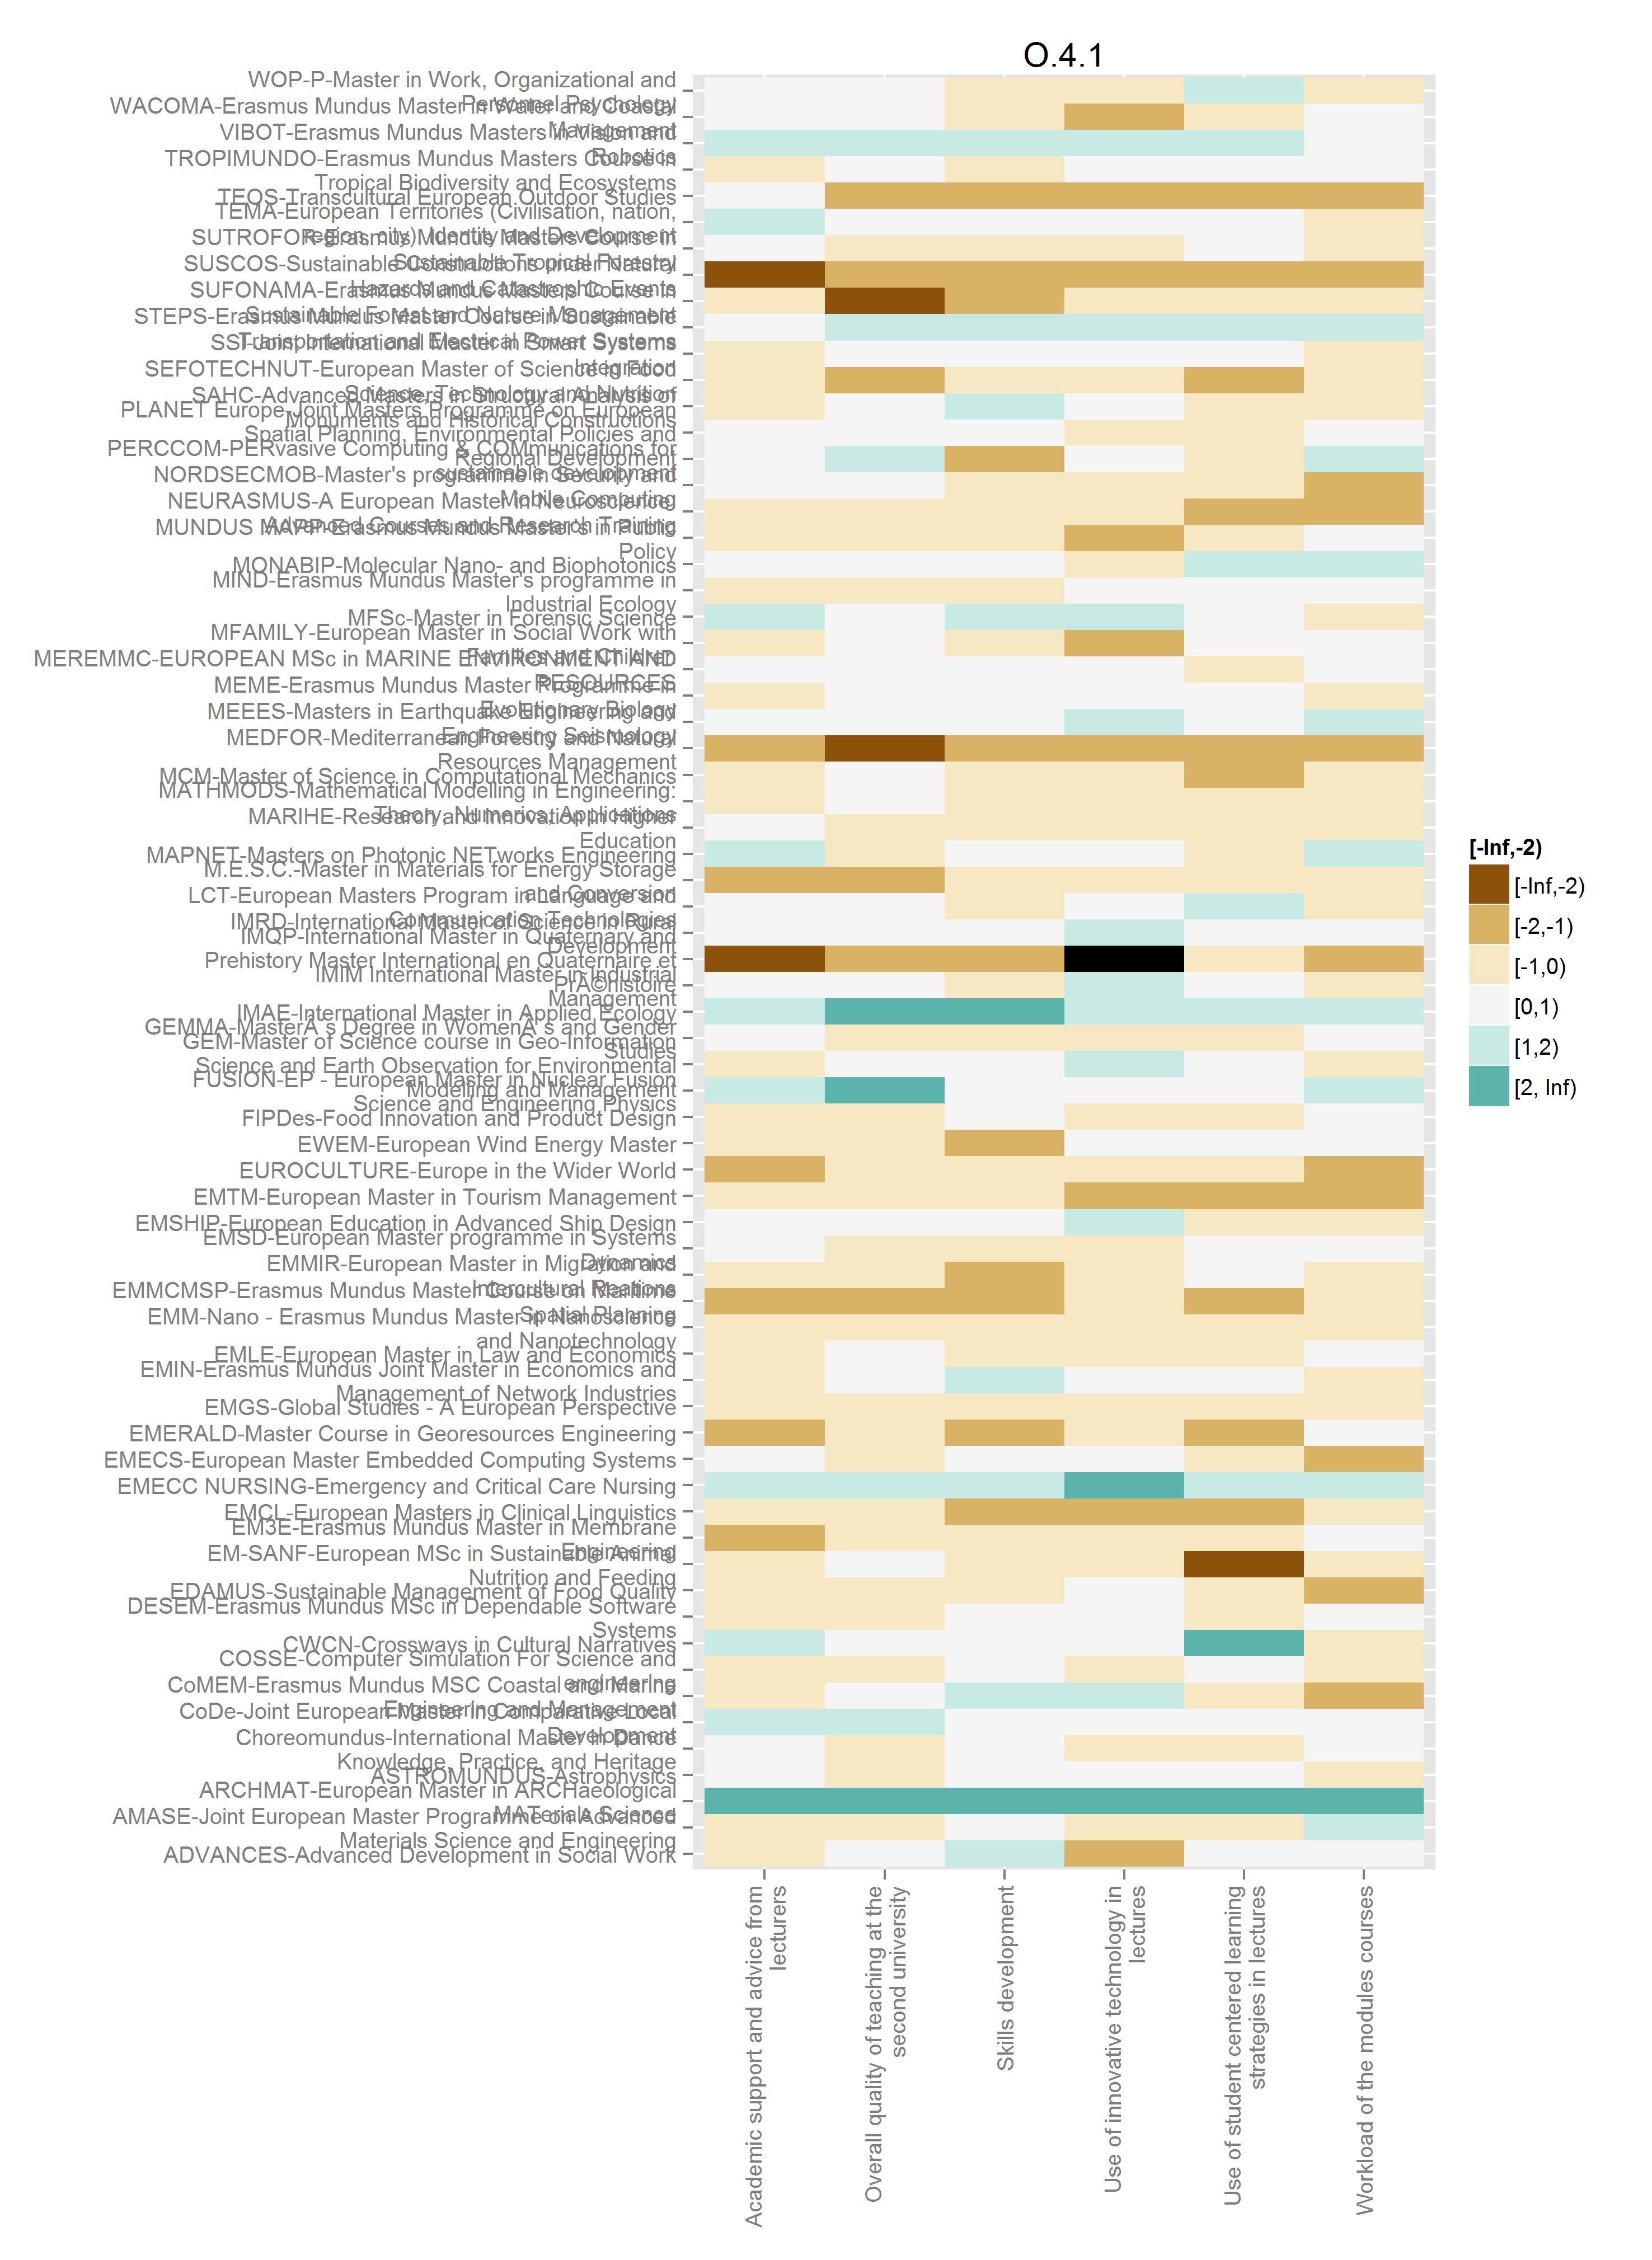 O.4.1
WOP-P-Master in Work, Organizational and
Personnel Psychology
WACOMA-Erasmus Mundus Master in Water and Coastal
Management
VIBOT-Erasmus Mundus Masters in Vision and
Robotics
TROPIMUNDO-Erasmus Mundus Masters Course in
Tropical Biodiversity and Ecosystems
TEOS-Transcultural European Outdoor Studies
TEMA-European Territories (Civilisation, nation,
region, city), Identity and Development
SUTROFOR-Erasmus Mundus Masters Course in
Sustainable Tropical Forestry
SUSCOS-Sustainable Constructions under Natural
Hazards and Catastrophic Events
SUFONAMA-Erasmus Mundus Masters Course in
Sustainable Forest and Nature Management
STEPS-Erasmus Mundus Master Course in Sustainable
Transportation and Electrical Power Systems
SSI-Joint International Master in Smart Systems
Integration
SEFOTECHNUT-European Master of Science in Food
Science, Technology and Nutrition
SAHC-Advanced Masters in Structural Analysis of
Monuments and Historical Constructions
PLANET Europe-Joint Masters Programme on European
Spatial Planning, Environmental Policies and
Regional Development
PERCCOM-PERvasive Computing & COMmunications for
sustainable development
NORDSECMOB-Master's programme in Security and
Mobile Computing
NEURASMUS-A European Master in Neuroscience:
Advanced Courses and Research Training
MUNDUS MAPP-Erasmus Mundus Master's in Public
Policy
MONABIP-Molecular Nano- and Biophotonics
MIND-Erasmus Mundus Master's programme in
Industrial Ecology
MFSc-Master in Forensic Science
MFAMILY-European Master in Social Work with
Families and Children
MEREMMC-EUROPEAN MSc in MARINE ENVIRONMENT AND
RESOURCES
MEME-Erasmus Mundus Master Programme in
Evolutionary Biology
MEEES-Masters in Earthquake Engineering and
Engineering Seismology
MEDFOR-Mediterranean Forestry and Natural
Resources Management
MCM-Master of Science in Computational Mechanics
MATHMODS-Mathematical Modelling in Engineering:
Theory, Numerics, Applications
MARIHE-Research and Innovation in Higher
Education
MAPNET-Masters on Photonic NETworks Engineering
M.E.S.C.-Master in Materials for Energy Storage
and Conversion
LCT-European Masters Program in Language and
Communication Technologies
IMRD-International Master of Science in Rural
Development
IMQP-International Master in Quaternary and
Prehistory Master International en Quaternaire et
PrÃ©histoire
IMIM International Master in Industrial
Management
IMAE-International Master in Applied Ecology
GEMMA-MasterÂ´s Degree in WomenÂ´s and Gender
Studies
GEM-Master of Science course in Geo-Information
Science and Earth Observation for Environmental
Modelling and Management
FUSION-EP - European Master in Nuclear Fusion
Science and Engineering Physics
FIPDes-Food Innovation and Product Design
EWEM-European Wind Energy Master
EUROCULTURE-Europe in the Wider World
EMTM-European Master in Tourism Management
EMSHIP-European Education in Advanced Ship Design
EMSD-European Master programme in Systems
Dynamics
EMMIR-European Master in Migration and
Intercultural Reations
EMMCMSP-Erasmus Mundus Master Course on Maritime
Spatial Planning
EMM-Nano - Erasmus Mundus Master in Nanoscience
and Nanotechnology
EMLE-European Master in Law and Economics
EMIN-Erasmus Mundus Joint Master in Economics and
Management of Network Industries
EMGS-Global Studies - A European Perspective
EMERALD-Master Course in Georesources Engineering
EMECS-European Master Embedded Computing Systems
EMECC NURSING-Emergency and Critical Care Nursing
EMCL-European Masters in Clinical Linguistics
EM3E-Erasmus Mundus Master in Membrane
Engineering
EM-SANF-European MSc in Sustainable Animal
Nutrition and Feeding
EDAMUS-Sustainable Management of Food Quality
DESEM-Erasmus Mundus MSc in Dependable Software
Systems
CWCN-Crossways in Cultural Narratives
COSSE-Computer Simulation For Science and
engineering
CoMEM-Erasmus Mundus MSC Coastal and Marine
Engineering and Management
CoDe-Joint European Master in Comparative Local
Development
Choreomundus-International Master in Dance
Knowledge, Practice, and Heritage
ASTROMUNDUS-Astrophysics
ARCHMAT-European Master in ARCHaeological
MATerials Science
AMASE-Joint European Master Programme on Advanced
Materials Science and Engineering
ADVANCES-Advanced Development in Social Work
Academic support and advice from
lecturers
Overall quality of teaching at the
second university
Skills development
Use of innovative technology in
lectures
Use of student centered learning
strategies in lectures
Workload of the modules courses
[-Inf,-2)
[-Inf,-2)
[-2,-1)
[-1,0)
[0,1)
[1,2)
[2, Inf)